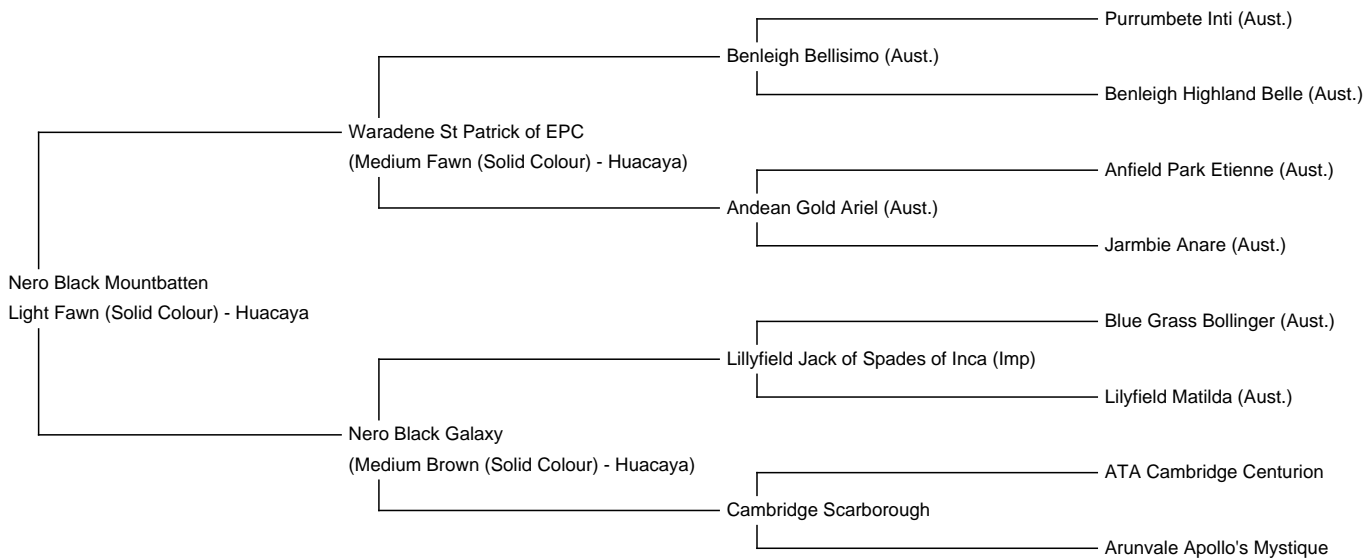 Purrumbete Inti (Aust.)
Benleigh Bellisimo (Aust.)
Benleigh Highland Belle (Aust.)
Waradene St Patrick of EPC
(Medium Fawn (Solid Colour) - Huacaya)
Anfield Park Etienne (Aust.)
Andean Gold Ariel (Aust.)
Jarmbie Anare (Aust.)
Nero Black Mountbatten
Light Fawn (Solid Colour) - Huacaya
Blue Grass Bollinger (Aust.)
Lillyfield Jack of Spades of Inca (Imp)
Lilyfield Matilda (Aust.)
Nero Black Galaxy
(Medium Brown (Solid Colour) - Huacaya)
ATA Cambridge Centurion
Cambridge Scarborough
Arunvale Apollo's Mystique